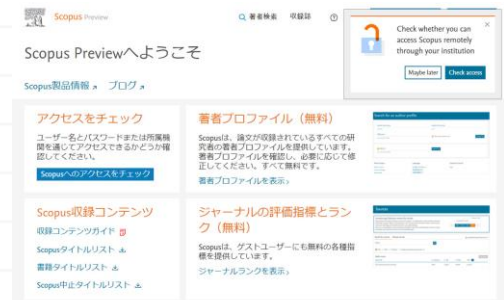 Scopus Preview
著者検索
収録誌
Check whether you can
access Scopus remotely
through your institution
Maybe later
Check access
Scopus Previewへようこそ
Scopus製品情報
ブログ
アクセスをチェック
ユーザー名とパスワードまたは所属機
関を通じてアクセスできるかどうか確
認してください。
Scopusへのアクセスをチェック
著者プロファイル（無料）
Scopusは、論文が収録されているすべての研
究者の著者プロファイルを提供しています。
著者プロファイルを確認し、必要に応じて修
正してください。すべて無料です。
著者プロファイルを表示
Scopus収録コンテンツ
収録コンテンツガイド
Scopusタイトルリスト
書籍タイトルリスト
Scopus中止タイトルリスト
ジャーナルの評価指標とラン
ク（無料）
Scopusは、ゲストユーザーにも無料の各種指
標を提供しています。
ジャーナルランクを表示